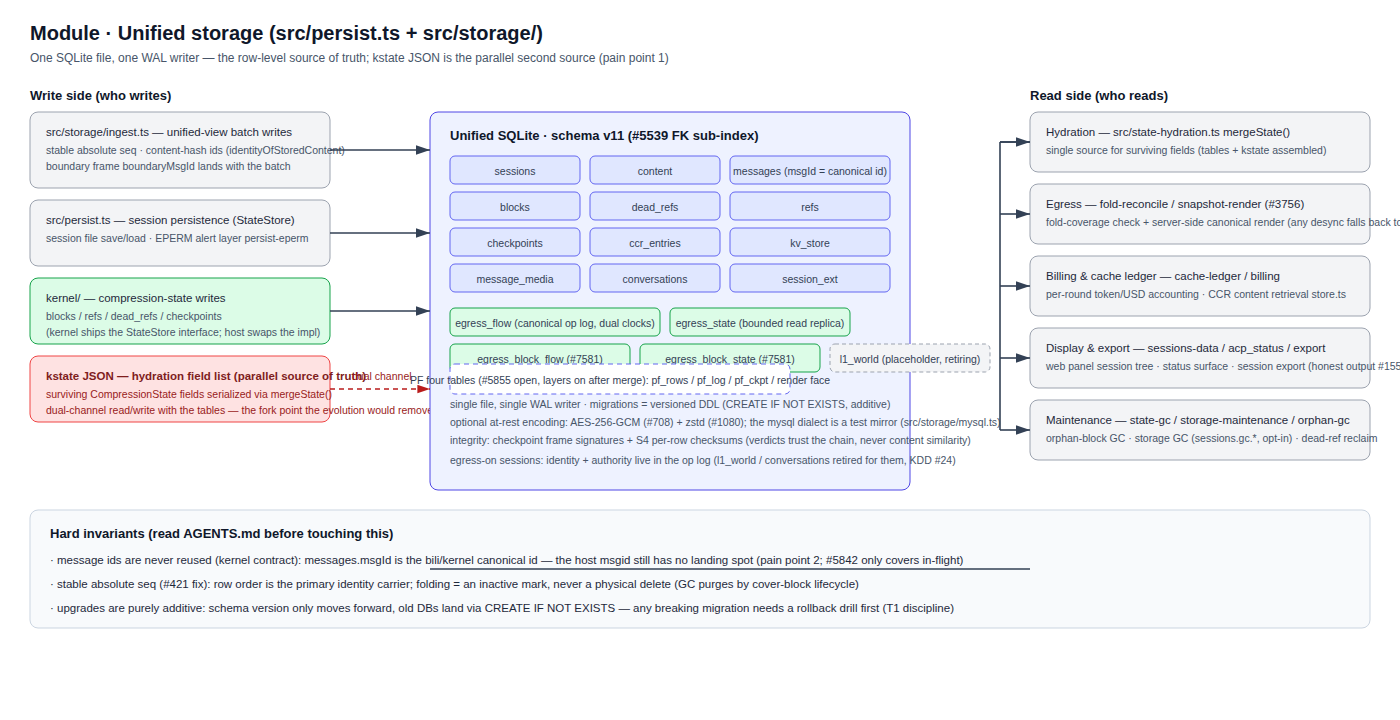 Module · Unified storage (src/persist.ts + src/storage/)
One SQLite file, one WAL writer — the row-level source of truth; kstate JSON is the parallel second source (pain point 1)
Write side (who writes)
src/storage/ingest.ts — unified-view batch writes
stable absolute seq · content-hash ids (identityOfStoredContent)
boundary frame boundaryMsgId lands with the batch
src/persist.ts — session persistence (StateStore)
session file save/load · EPERM alert layer persist-eperm
kernel/ — compression-state writes
blocks / refs / dead_refs / checkpoints
(kernel ships the StateStore interface; host swaps the impl)
kstate JSON — hydration field list (parallel source of truth)
surviving CompressionState fields serialized via mergeState()
dual-channel read/write with the tables — the fork point the evolution would remove
channel
Unified SQLite · schema v11 (#5539 FK sub-index)
sessions
content
messages (msgId = canonical id)
blocks
dead_refs
refs
checkpoints
ccr_entries
kv_store
message_media
conversations
session_ext
egress_flow (canonical op log, dual clocks)
egress_state (bounded read replica)
egress_block_flow (#7581)
egress_block_state (#7581)
l1_world (placeholder, retiring)
PF four tables (#5855 open, layers on after merge): pf_rows / pf_log / pf_ckpt / render face
single file, single WAL writer · migrations = versioned DDL (CREATE IF NOT EXISTS, additive)
optional at-rest encoding: AES-256-GCM (#708) + zstd (#1080); the mysql dialect is a test mirror (src/storage/mysql.ts)
integrity: checkpoint frame signatures + S4 per-row checksums (verdicts trust the chain, never content similarity)
egress-on sessions: identity + authority live in the op log (l1_world / conversations retired for them, KDD #24)
Read side (who reads)
Hydration — src/state-hydration.ts mergeState()
single source for surviving fields (tables + kstate assembled)
Egress — fold-reconcile / snapshot-render (#3756)
fold-coverage check + server-side canonical render (any desync falls back to
Billing & cache ledger — cache-ledger / billing
per-round token/USD accounting · CCR content retrieval store.ts
Display & export — sessions-data / acp_status / export
web panel session tree · status surface · session export (honest output #155
Maintenance — state-gc / storage-maintenance / orphan-gc
orphan-block GC · storage GC (sessions.gc.*, opt-in) · dead-ref reclaim
Hard invariants (read AGENTS.md before touching this)
· message ids are never reused (kernel contract): messages.msgId is the bili/kernel canonical id — the host msgid still has no landing spot (pain point 2; #5842 only covers in-flight)
· stable absolute seq (#421 fix): row order is the primary identity carrier; folding = an inactive mark, never a physical delete (GC purges by cover-block lifecycle)
· upgrades are purely additive: schema version only moves forward, old DBs land via CREATE IF NOT EXISTS — any breaking migration needs a rollback drill first (T1 discipline)